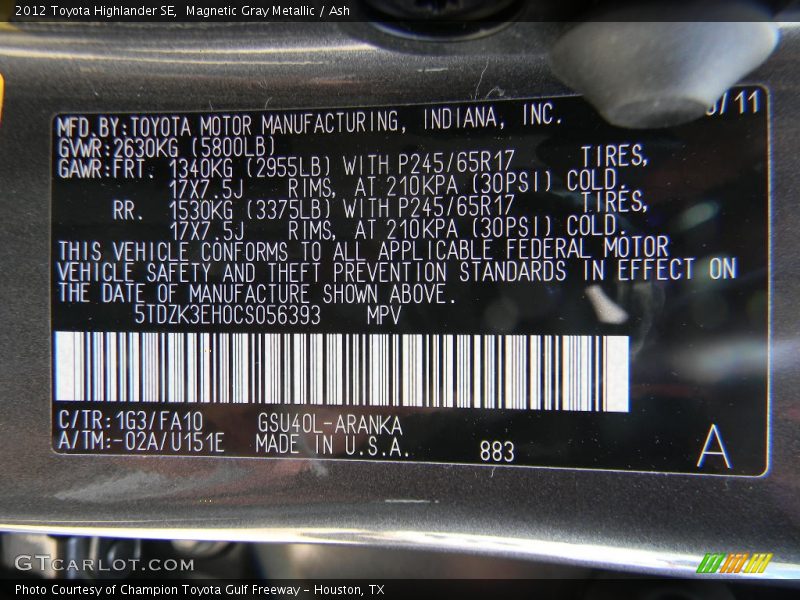 2012 Toyota Highlander SE,  Magnetic Gray Metallic / Ash
/11
MFD.BY:TOYOTA MOTOR MANUFACTURING, INDIANA, INC.
GVWR:2630KG (5800LB)
GAWR:FRT. 1340KG (2955LB) WITH P245/65R17 TIRES,
17X7.5J RIMS, AT 210KPA (30PSI) COLD.
RR. 1530KG (3375LB) WITH P245/65R17 TIRES,
17X7.5J RIMS, AT 210KPA (30PSI) COLD.
THIS VEHICLE CONFORMS TO ALL APPLICABLE FEDERAL MOTOR
VEHICLE SAFETY AND THEFT PREVENTION STANDARDS IN EFFECT ON
THE DATE OF MANUFACTURE SHOWN ABOVE.
5TDZK3EH0CS056393 MPV
C/TR:1G3/FA10 GSU40L-ARANKA
A/TM:-02A/U151E MADE IN U.S.A. 883
A
GTCARLOT.COM
Photo Courtesy of Champion Toyota Gulf Freeway – Houston, TX